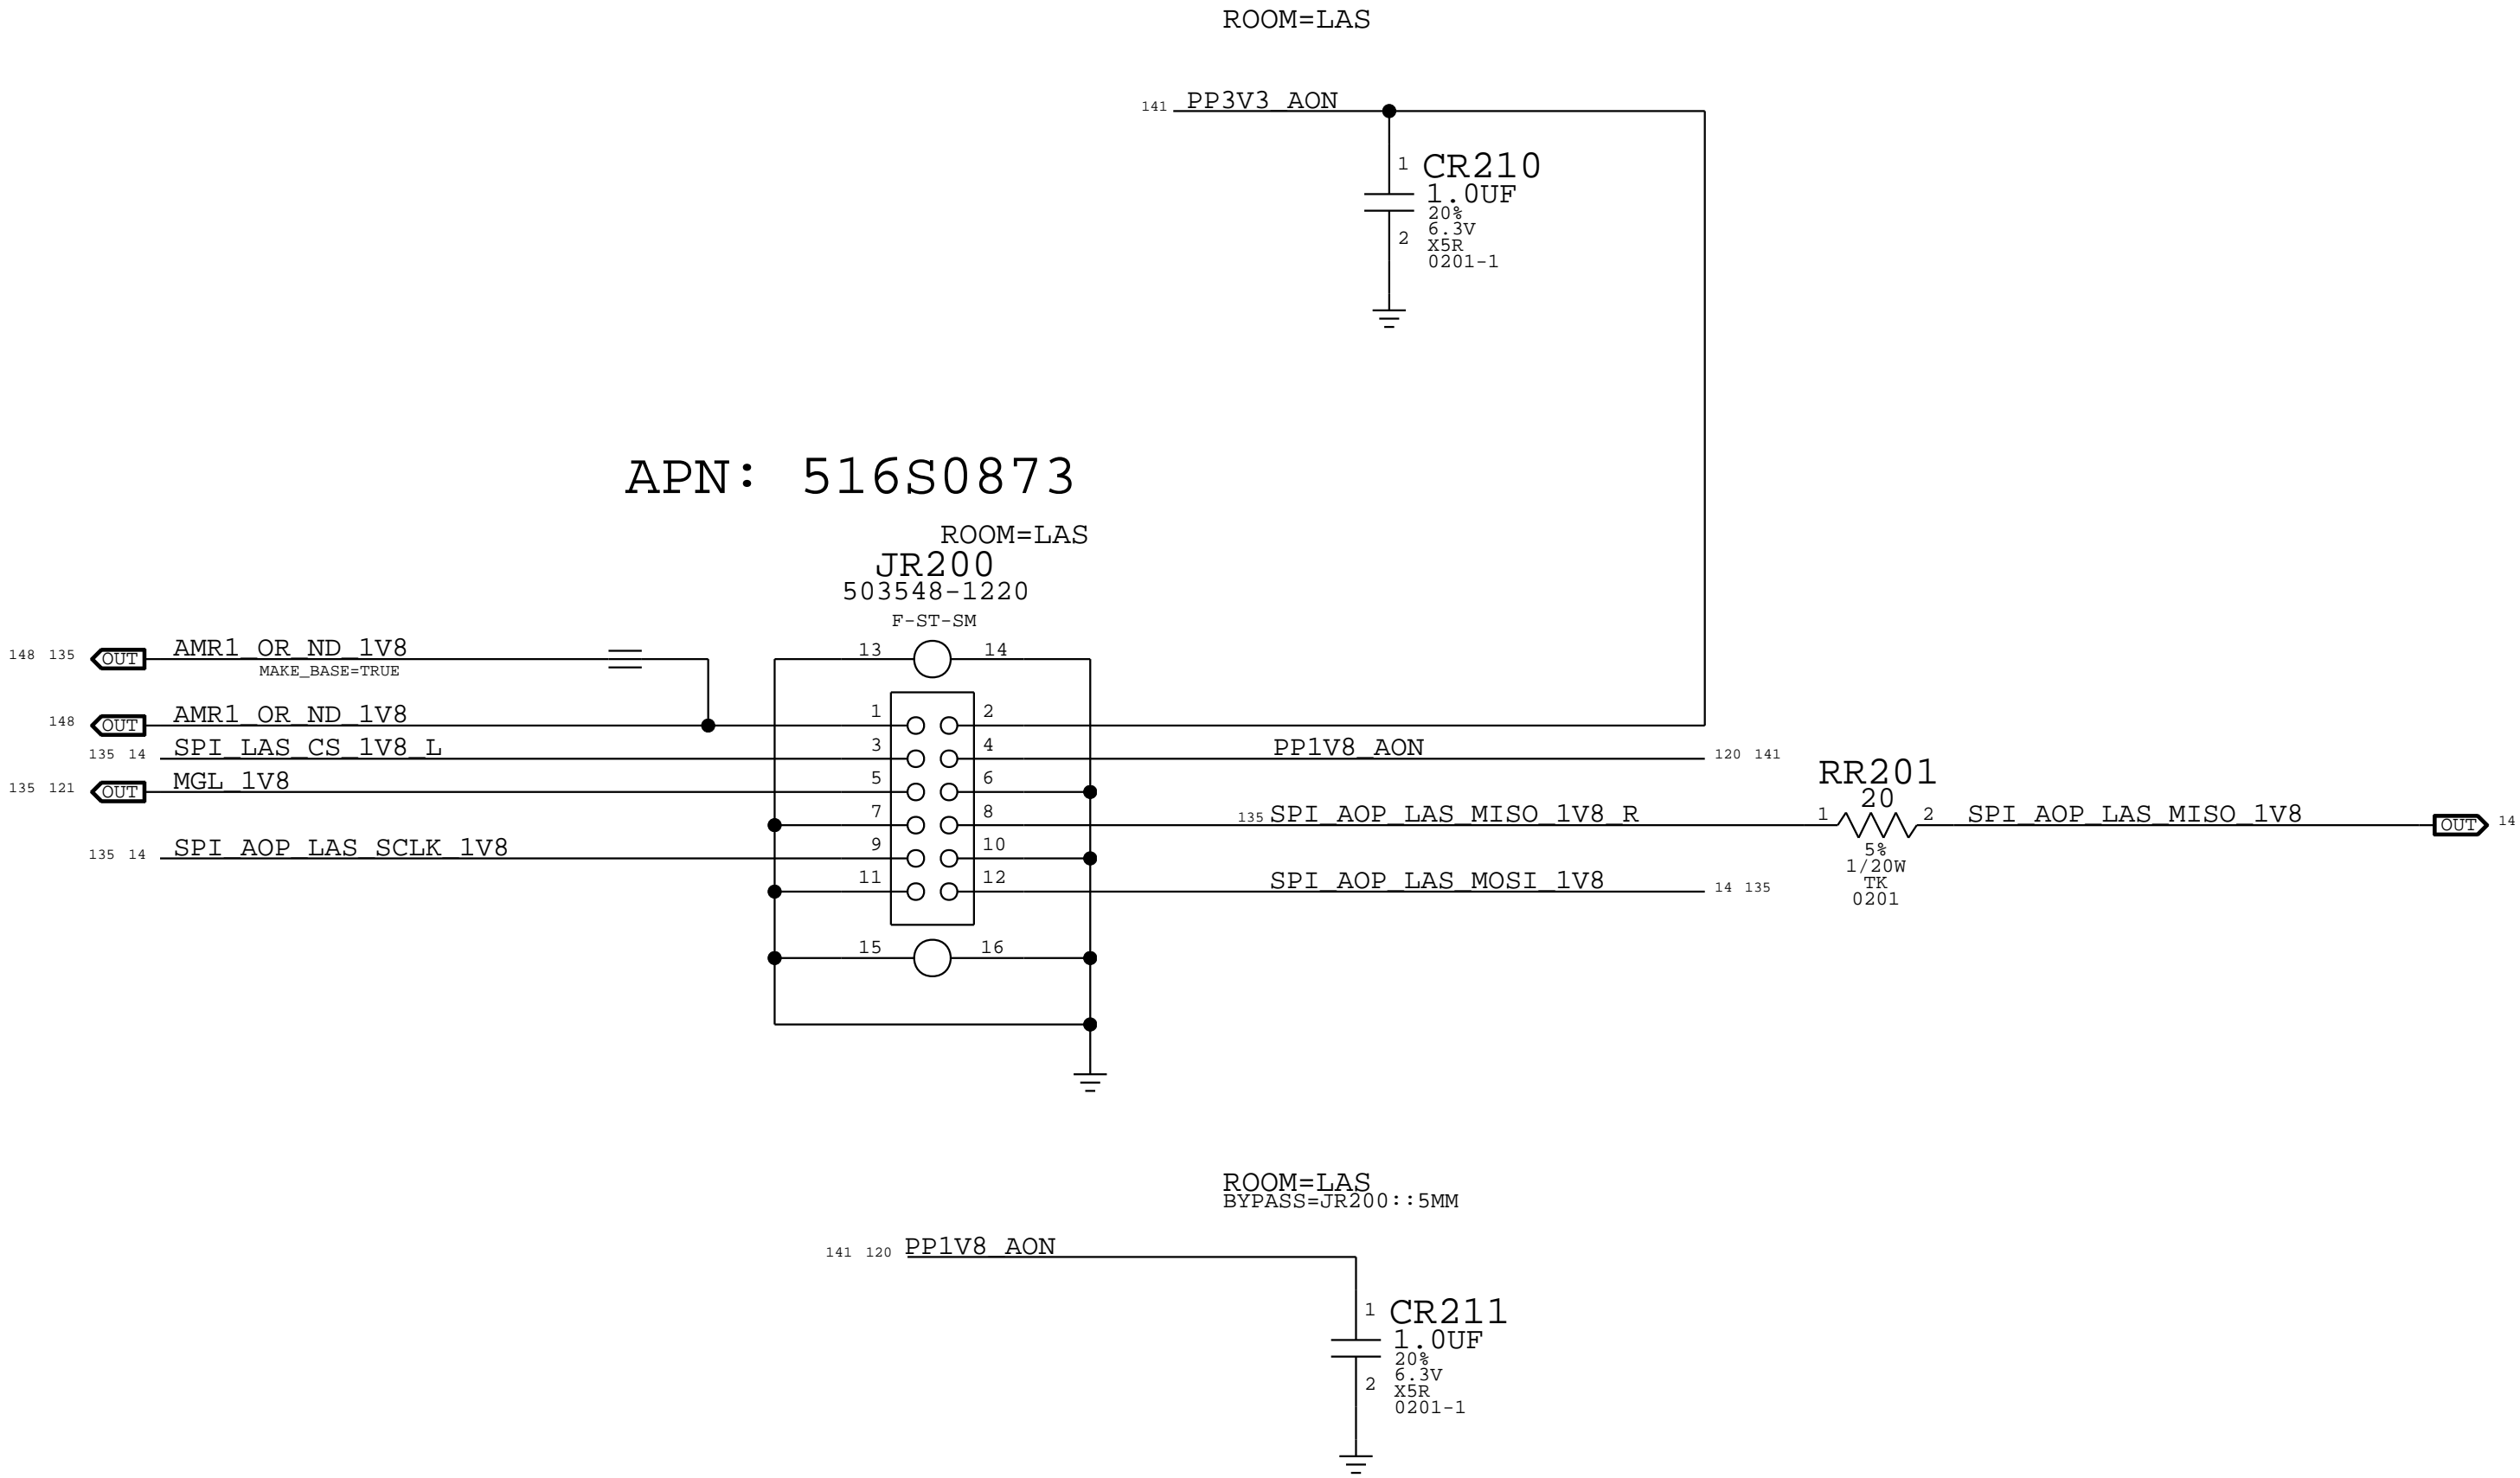 ROOM=LAS
141 PP3V3_AON
1 CR210
1.0UF
20%
6.3V
2 X5R
0201-1
APN: 516S0873
ROOM=LAS
JR200
503548-1220
F-ST-SM
148 135 OUT AMR1_OR_ND_1V8 13 14
MAKE_BASE=TRUE
148 OUT AMR1_OR_ND_1V8 1 2
135 14 SPI_LAS_CS_1V8_L 3 4 PP1V8_AON 120 141
135 121 OUT MGL_1V8 5 6
RR201
20
7 8 135 SPI_AOP_LAS_MISO_1V8_R 1 2 SPI_AOP_LAS_MISO_1V8 OUT 14
5%
1/20W
TK
0201
135 14 SPI_AOP_LAS_SCLK_1V8 9 10
11 12 SPI_AOP_LAS_MOSI_1V8 14 135
15 16
ROOM=LAS
BYPASS=JR200::5MM
141 120 PP1V8_AON
1 CR211
1.0UF
20%
6.3V
2 X5R
0201-1